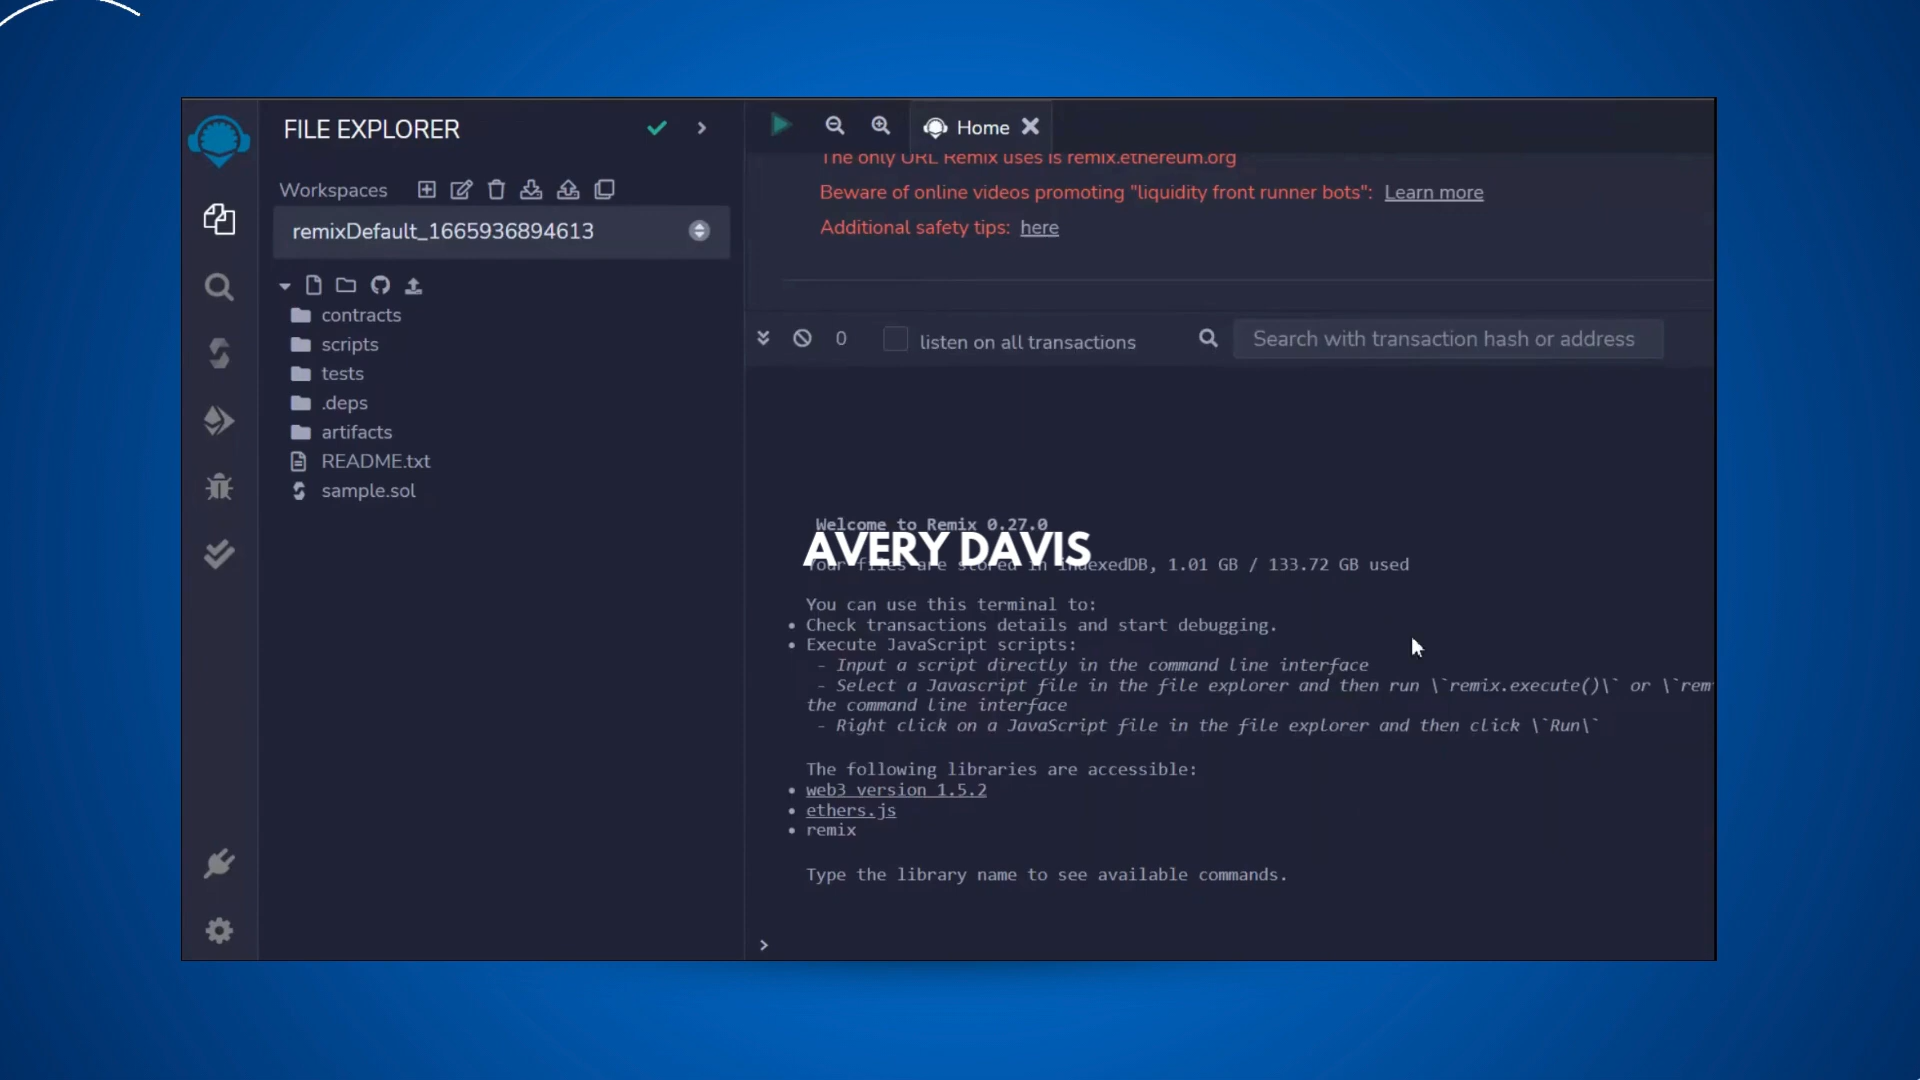 FILE EXPLORER
Home
Workspaces
remixDefault_1665936894613
contracts
scripts
tests
.deps
artifacts
README.txt
sample.sol
The only URL Remix uses is remix.ethereum.org
Beware of online videos promoting "liquidity front runner bots": Learn more
Additional safety tips: here
0 listen on all transactions Search with transaction hash or address
Welcome to Remix 0.27.0
AVERY DAVIS
Your files are stored in indexedDB, 1.01 GB / 133.72 GB used
You can use this terminal to:
• Check transactions details and start debugging.
• Execute JavaScript scripts:
- Input a script directly in the command line interface
- Select a Javascript file in the file explorer and then run \`remix.execute()\` or \`rem
the command line interface
- Right click on a JavaScript file in the file explorer and then click \`Run\`
The following libraries are accessible:
• web3 version 1.5.2
• ethers.js
• remix
Type the library name to see available commands.
>